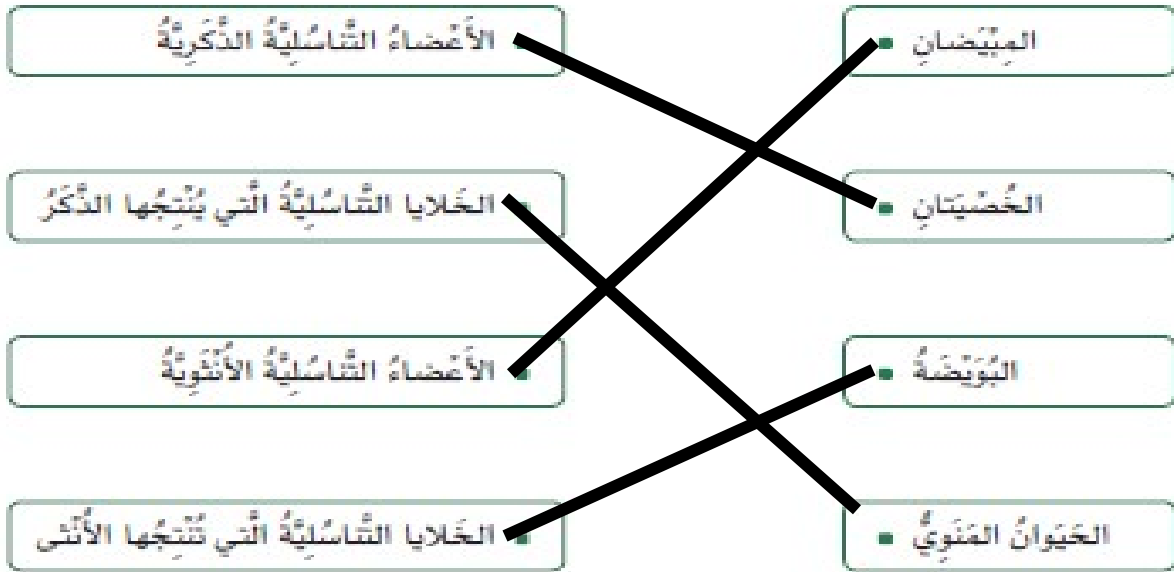 المِبْيَضانِ
الأَعْضاءُ التَّناسُلِيَّةُ الذَّكَرِيَّةُ
الخُصْيَتانِ
الخَلايا التَّناسُلِيَّةُ الَّتي يُنْتِجُها الذَّكَرُ
البُوَيْضَةُ
الأَعْضاءُ التَّناسُلِيَّةُ الأُنْثَوِيَّةُ
الحَيَوانُ المَنَوِيُّ
الخَلايا التَّناسُلِيَّةُ الَّتي تُنْتِجُها الأُنْثى